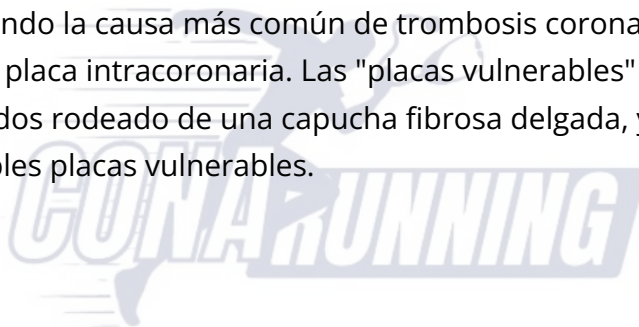 ndo la causa más común de trombosis corona
placa intracoronaria. Las "placas vulnerables"
dos rodeado de una capucha fibrosa delgada, y
les placas vulnerables.
CONARUNNING